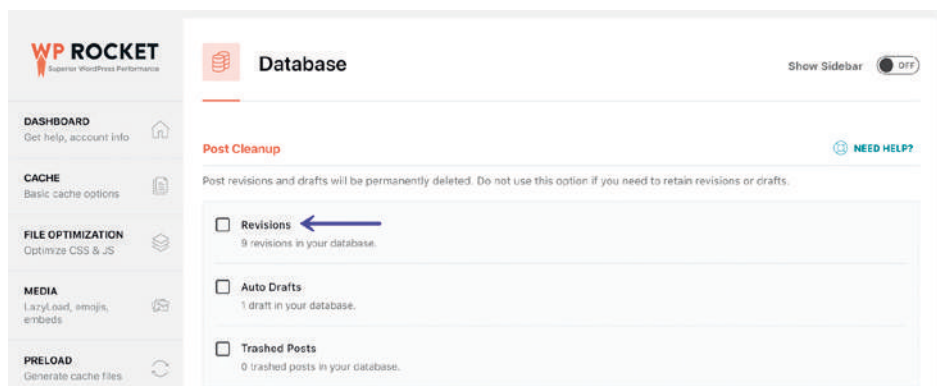 WP ROCKET
Superior WordPress Performance
Database
Show Sidebar
OFF
DASHBOARD
Get help, account info
CACHE
Basic cache options
FILE OPTIMIZATION
Optimize CSS & JS
MEDIA
LazyLoad, emojis,
embeds
PRELOAD
Generate cache files
Post Cleanup
NEED HELP?
Post revisions and drafts will be permanently deleted. Do not use this option if you need to retain revisions or drafts.
Revisions
9 revisions in your database.
Auto Drafts
1 draft in your database.
Trashed Posts
0 trashed posts in your database.